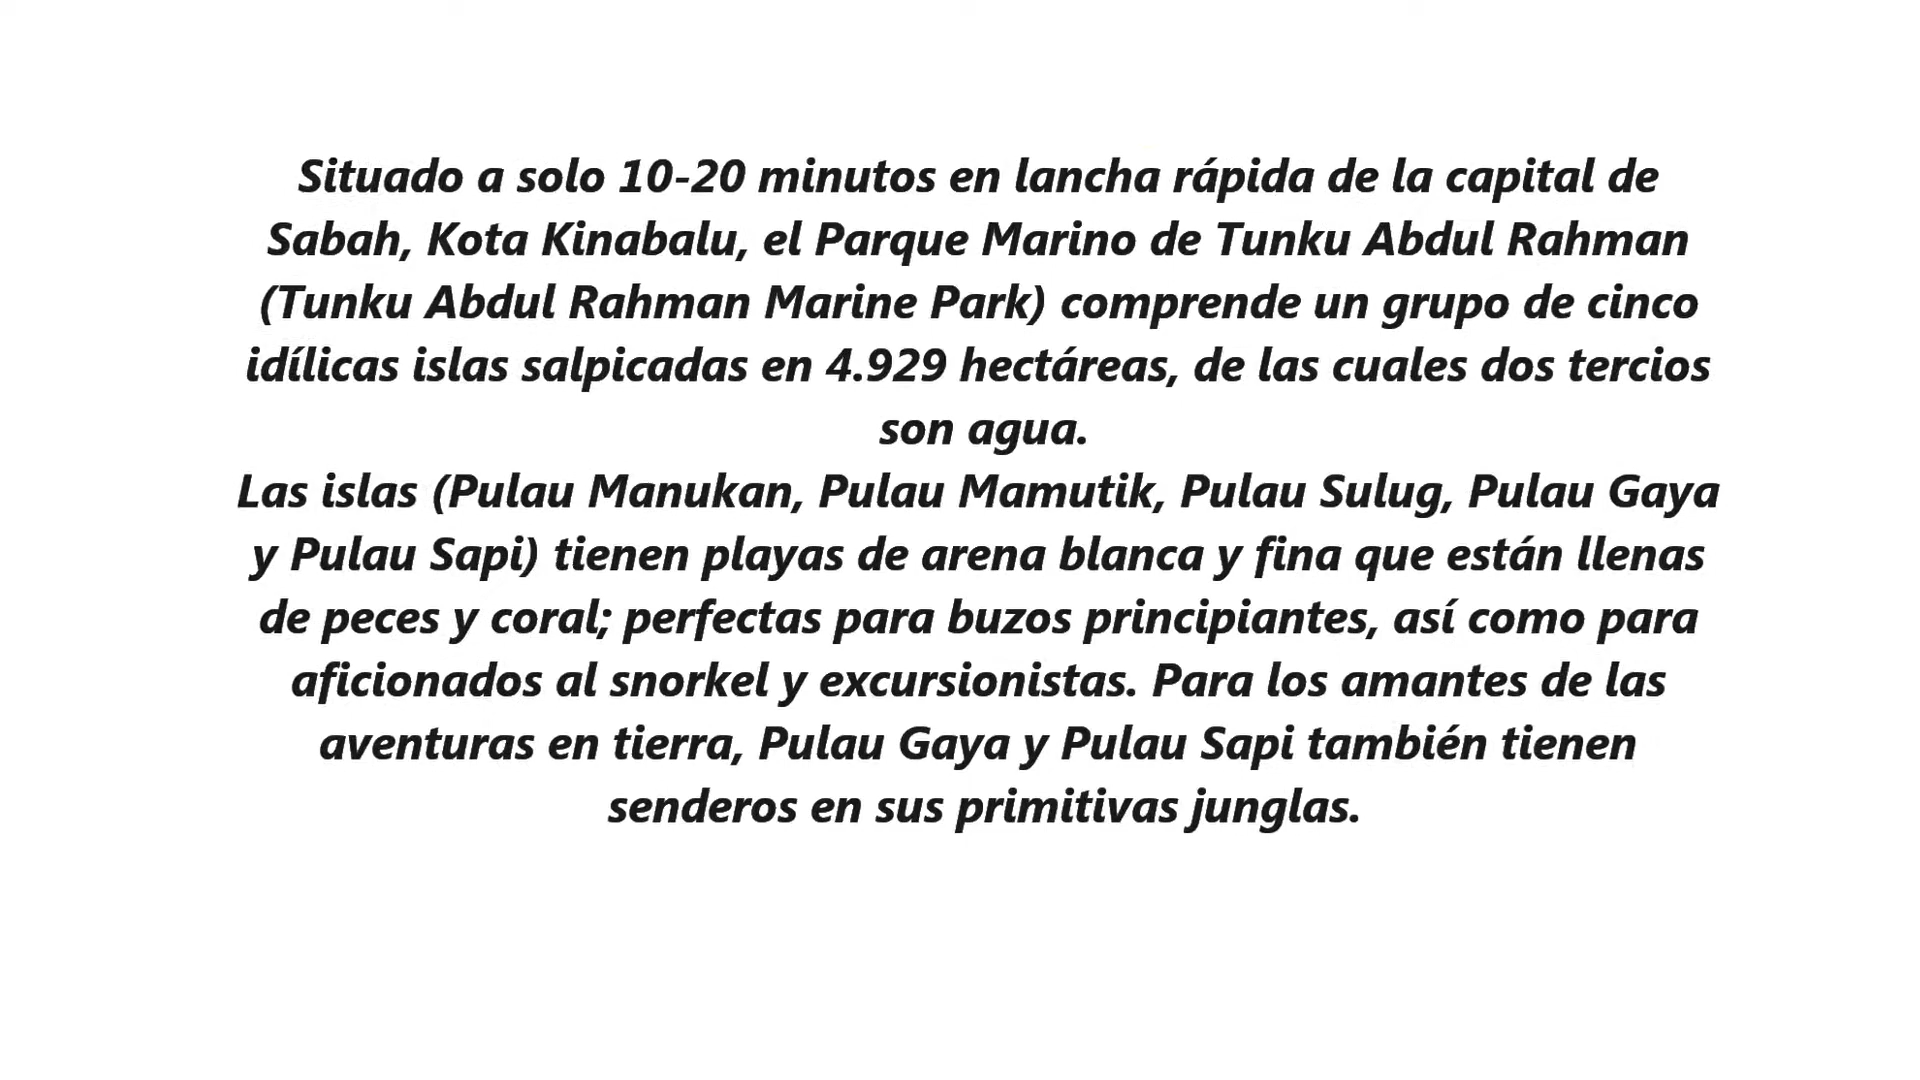 Situado a solo 10-20 minutos en lancha rápida de la capital de
Sabah, Kota Kinabalu, el Parque Marino de Tunku Abdul Rahman
(Tunku Abdul Rahman Marine Park) comprende un grupo de cinco
idílicas islas salpicadas en 4.929 hectáreas, de las cuales dos tercios
son agua.
Las islas (Pulau Manukan, Pulau Mamutik, Pulau Sulug, Pulau Gaya
y Pulau Sapi) tienen playas de arena blanca y fina que están llenas
de peces y coral; perfectas para buzos principiantes, así como para
aficionados al snorkel y excursionistas. Para los amantes de las
aventuras en tierra, Pulau Gaya y Pulau Sapi también tienen
senderos en sus primitivas junglas.